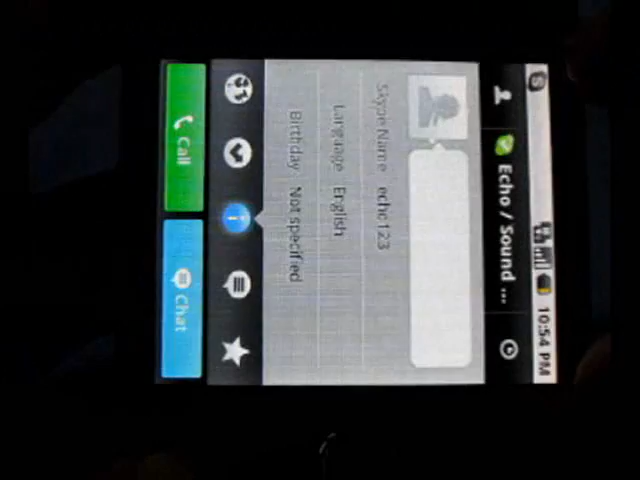 10:54 PM
Echo / Sound ...
Skype Name echo123
Language English
Birthday Not specified
Call
Chat